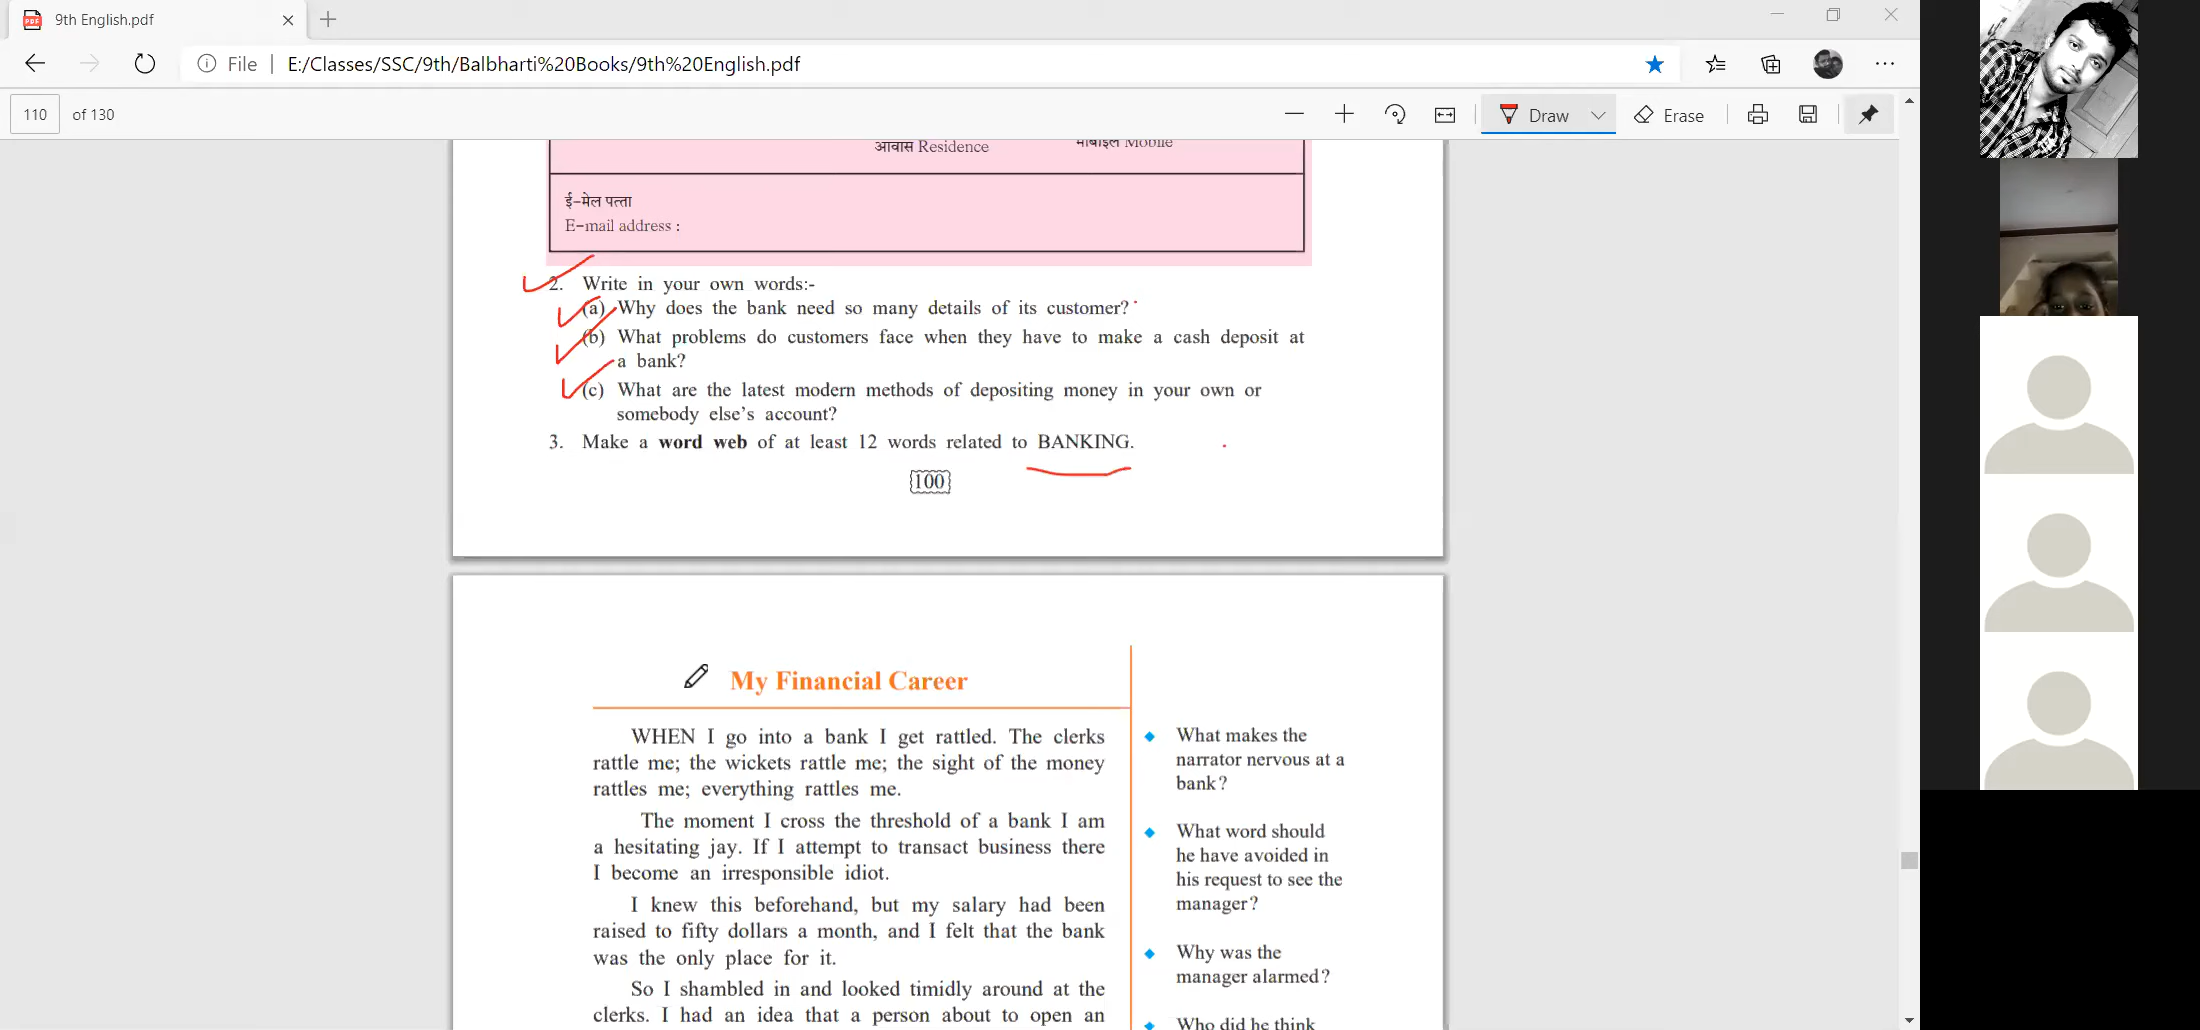 9th English.pdf
File | E:/Classes/SSC/9th/Balbharti%20Books/9th%20English.pdf
110 of 130
Draw
Erase
आवास Residence
मोबाईल Mobile
ई-मेल पत्ता
E-mail address :
2. Write in your own words:-
(a) Why does the bank need so many details of its customer?
(b) What problems do customers face when they have to make a cash deposit at
a bank?
(c) What are the latest modern methods of depositing money in your own or
somebody else's account?
3. Make a word web of at least 12 words related to BANKING.
100
My Financial Career
WHEN I go into a bank I get rattled. The clerks
rattle me; the wickets rattle me; the sight of the money
rattles me; everything rattles me.
The moment I cross the threshold of a bank I am
a hesitating jay. If I attempt to transact business there
I become an irresponsible idiot.
I knew this beforehand, but my salary had been
raised to fifty dollars a month, and I felt that the bank
was the only place for it.
So I shambled in and looked timidly around at the
clerks. I had an idea that a person about to open an
What makes the
narrator nervous at a
bank?
What word should
he have avoided in
his request to see the
manager?
Why was the
manager alarmed?
Who did he think